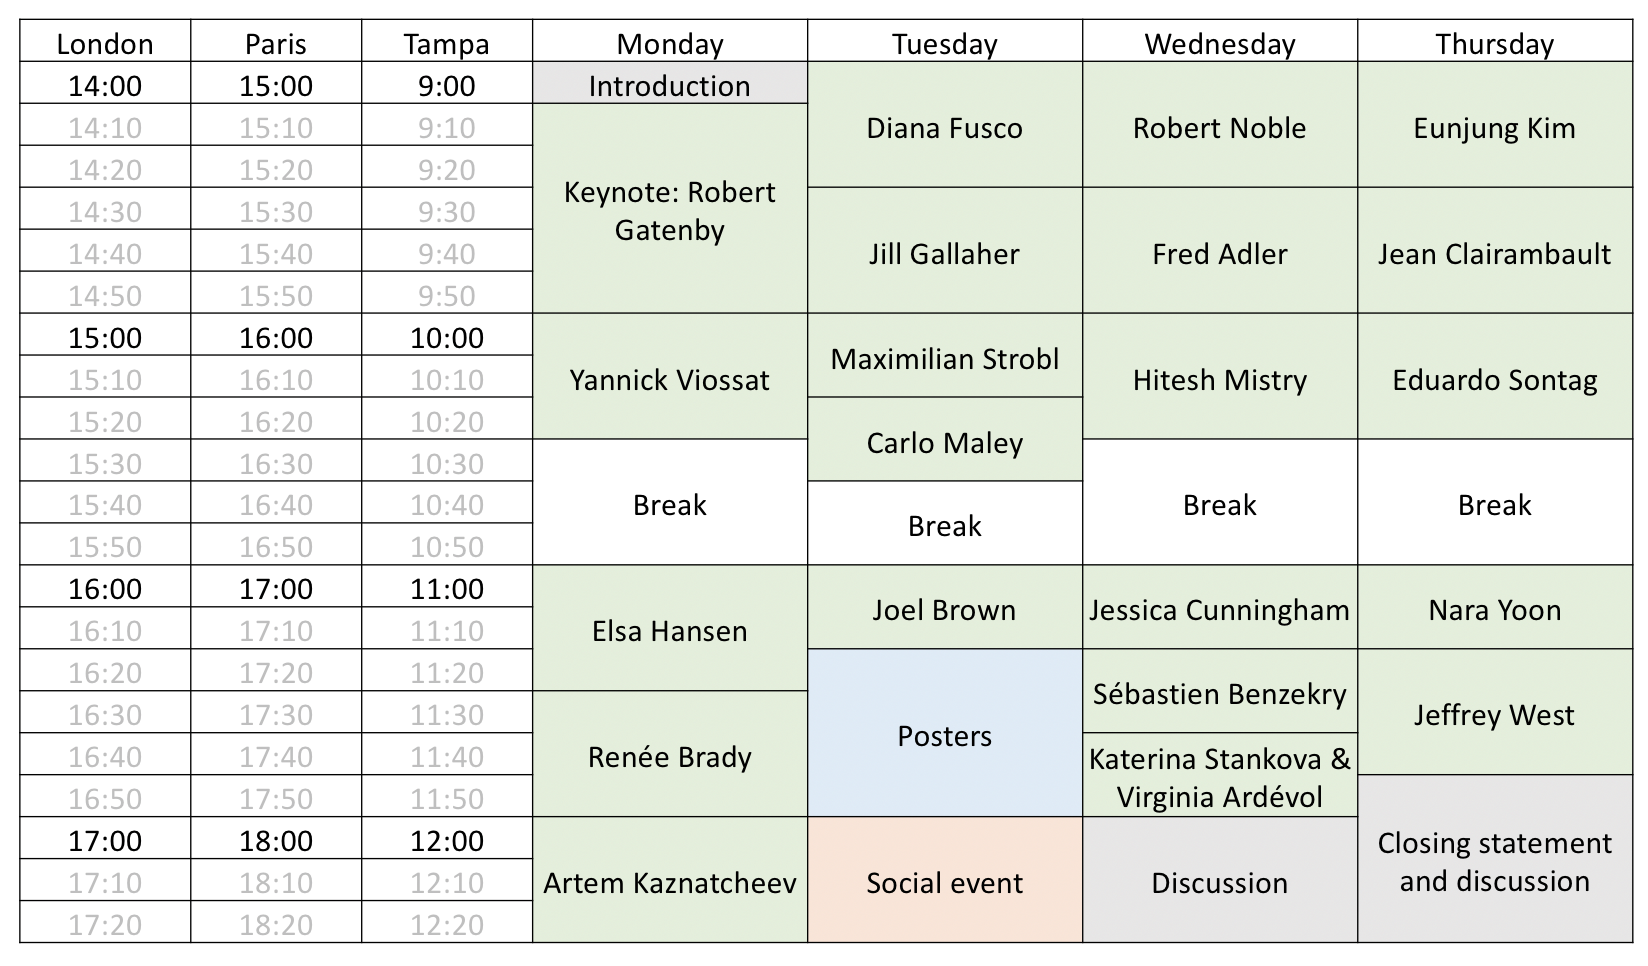 London Paris Tampa Monday Tuesday Wednesday Thursday
14:00 15:00 9:00 Introduction
14:10 15:10 9:10 Diana Fusco Robert Noble Eunjung Kim
14:20 15:20 9:20
Keynote: Robert
14:30 15:30 9:30
Gatenby
14:40 15:40 9:40 Jill Gallaher Fred Adler Jean Clairambault
14:50 15:50 9:50
15:00 16:00 10:00
Maximilian Strobl
15:10 16:10 10:10 Yannick Viossat Hitesh Mistry Eduardo Sontag
15:20 16:20 10:20
Carlo Maley
15:30 16:30 10:30
15:40 16:40 10:40 Break Break Break
Break
15:50 16:50 10:50
16:00 17:00 11:00
Joel Brown Jessica Cunningham Nara Yoon
16:10 17:10 11:10 Elsa Hansen
16:20 17:20 11:20
Sébastien Benzekry
16:30 17:30 11:30 Jeffrey West
Posters
16:40 17:40 11:40 Renée Brady Katerina Stankova &
16:50 17:50 11:50 Virginia Ardévol
17:00 18:00 12:00 Closing statement
17:10 18:10 12:10 Artem Kaznatcheev Social event Discussion and discussion
17:20 18:20 12:20